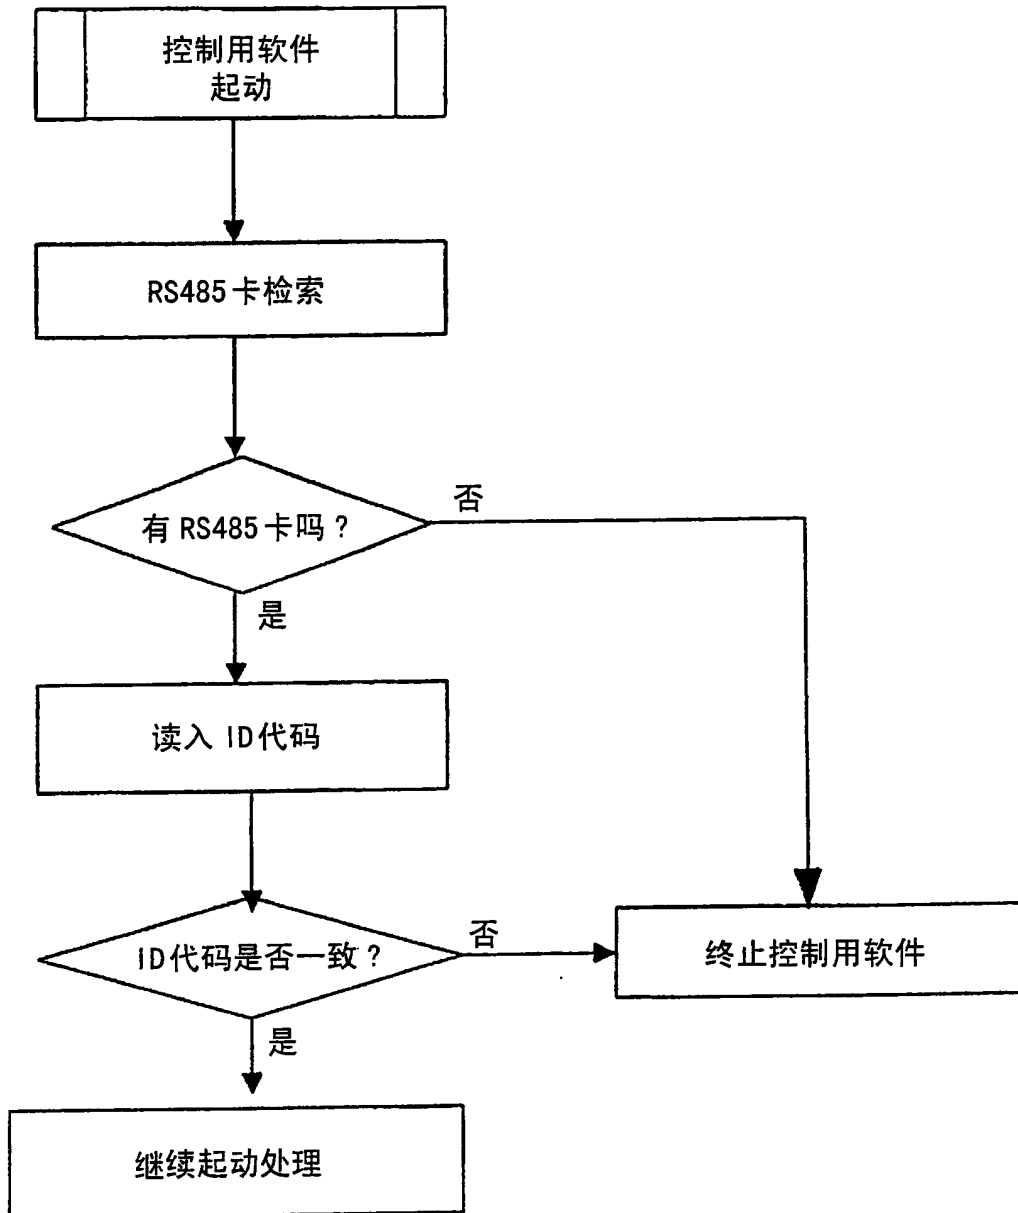 控制用软件
起动
RS485卡检索
有RS485卡吗?
否
是
读入 ID代码
ID代码是否一致?
否
终止控制用软件
是
继续起动处理